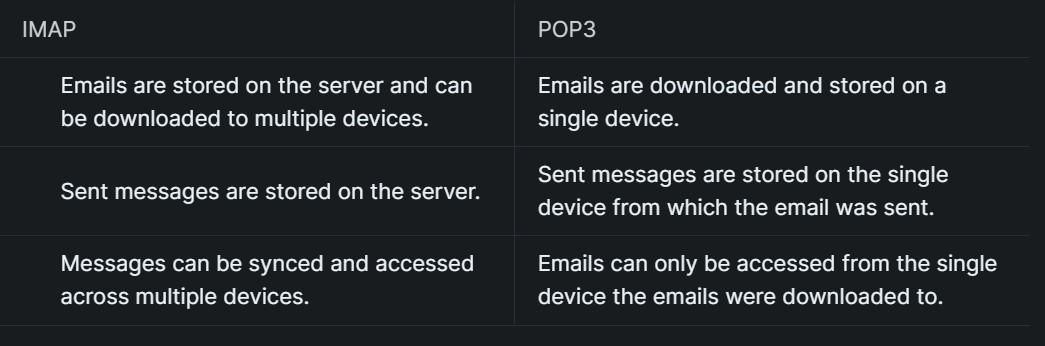 IMAP
POP3
Emails are stored on the server and can
be downloaded to multiple devices.
Emails are downloaded and stored on a
single device.
Sent messages are stored on the server.
Sent messages are stored on the single
device from which the email was sent.
Messages can be synced and accessed
across multiple devices.
Emails can only be accessed from the single
device the emails were downloaded to.